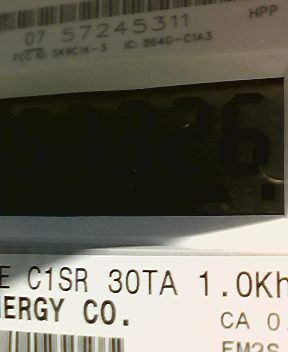 HPP
07 57245311
FCC ID: SK9C1A-3 IC: 864G-C1A3
E C1SR 30TA 1.0Kh
ERGY CO.
CA 0.